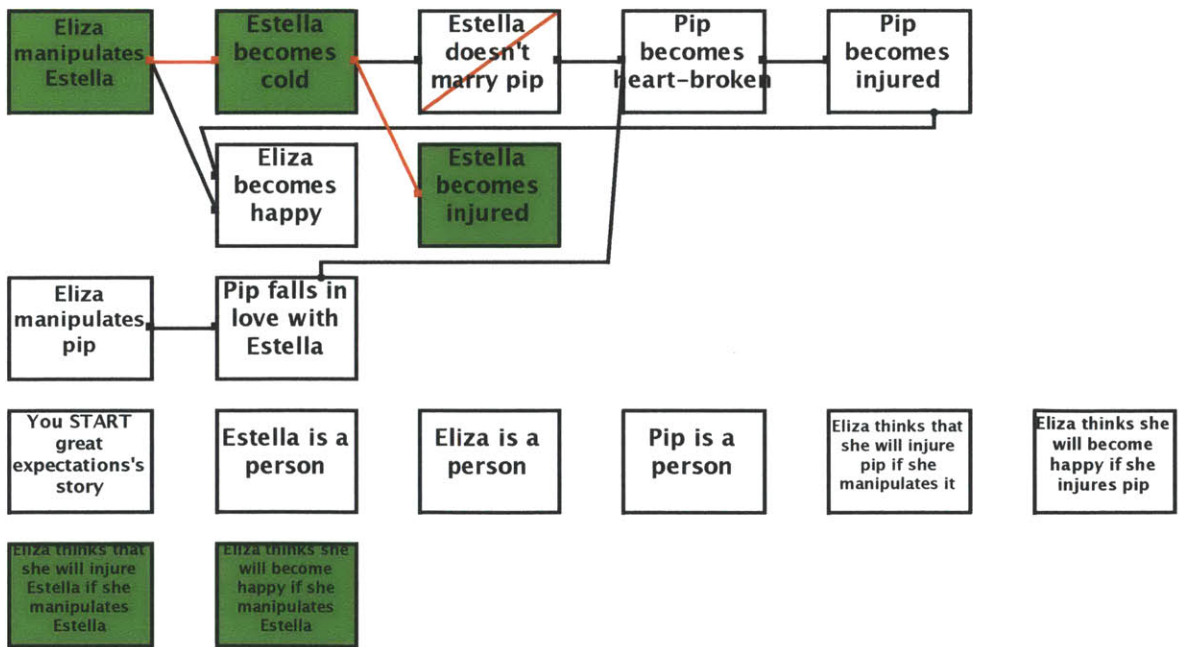 Eliza
manipulates
Estella
Estella
becomes
cold
Estella
doesn't
marry pip
Pip
becomes
heart-broken
Pip
becomes
injured
Eliza
becomes
happy
Estella
becomes
injured
Eliza
manipulates
pip
Pip falls in
love with
Estella
You START
great
expectations's
story
Estella is a
person
Eliza is a
person
Pip is a
person
Eliza thinks that
she will injure
pip if she
manipulates it
Eliza thinks she
will become
happy if she
injures pip
Eliza thinks that
she will injure
Estella if she
manipulates
Estella
Eliza thinks she
will become
happy if she
manipulates
Estella